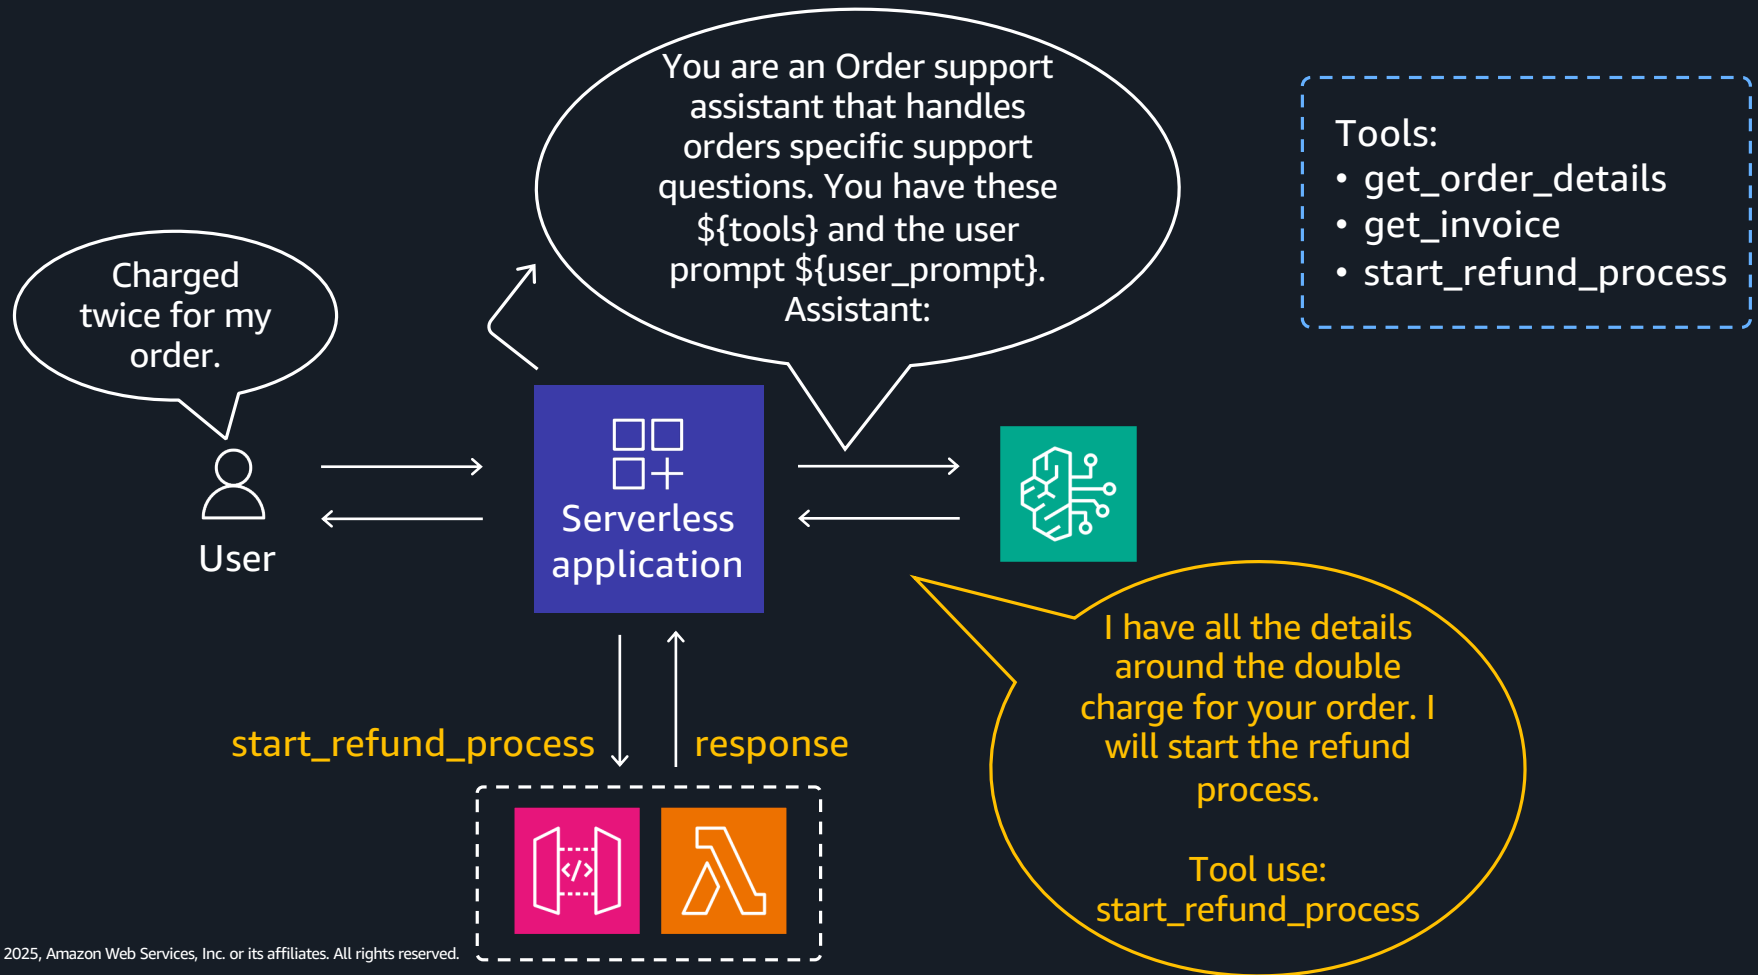 You are an Order support
assistant that handles
orders specific support
questions. You have these
${tools} and the user
prompt ${user_prompt}.
Assistant:
Tools:
• get_order_details
• get_invoice
• start_refund_process
Charged
twice for my
order.
User
Serverless
application
</>
I have all the details
around the double
charge for your order. I
will start the refund
process.
Tool use:
start_refund_process
start_refund_process
response
2025, Amazon Web Services, Inc. or its affiliates. All rights reserved.